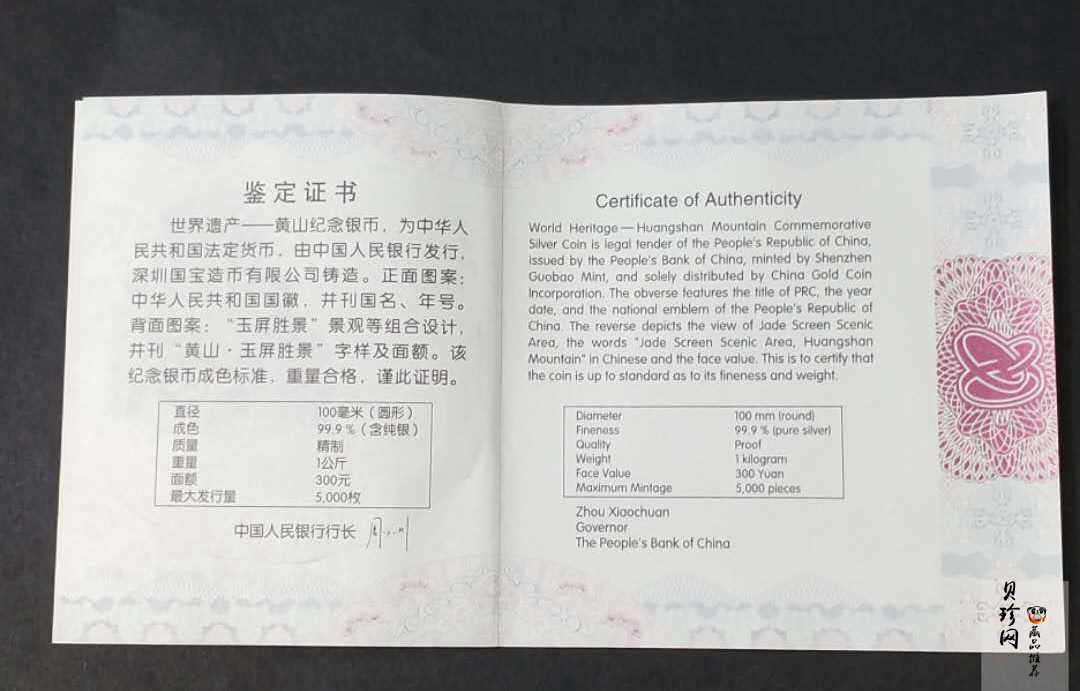 鉴定证书
世界遗产——黄山纪念银币，为中华人
民共和国法定货币，由中国人民银行发行，
深圳国宝造币有限公司铸造。正面图案：
中华人民共和国国徽，并刊国名、年号。
背面图案：“玉屏胜景”景观等组合设计，
并刊“黄山·玉屏胜景”字样及面额。该
纪念银币成色标准，重量合格，谨此证明。
直径 100毫米（圆形）
成色 99.9％（含纯银）
质量 精制
重量 1公斤
面额 300元
最大发行量 5,000枚
中国人民银行行长 周小川
Certificate of Authenticity
World Heritage — Huangshan Mountain Commemorative
Silver Coin is legal tender of the People's Republic of China,
issued by the People's Bank of China, minted by Shenzhen
Guobao Mint, and solely distributed by China Gold Coin
Incorporation. The obverse features the title of PRC, the year
date, and the national emblem of the People's Republic of
China. The reverse depicts the view of Jade Screen Scenic
Area, the words "Jade Screen Scenic Area, Huangshan
Mountain" in Chinese and the face value. This is to certify that
the coin is up to standard as to its fineness and weight.
Diameter 100 mm (round)
Fineness 99.9 % (pure silver)
Quality Proof
Weight 1 kilogram
Face Value 300 Yuan
Maximum Mintage 5,000 pieces
Zhou Xiaochuan
Governor
The People's Bank of China
贝珍网
藏品推荐